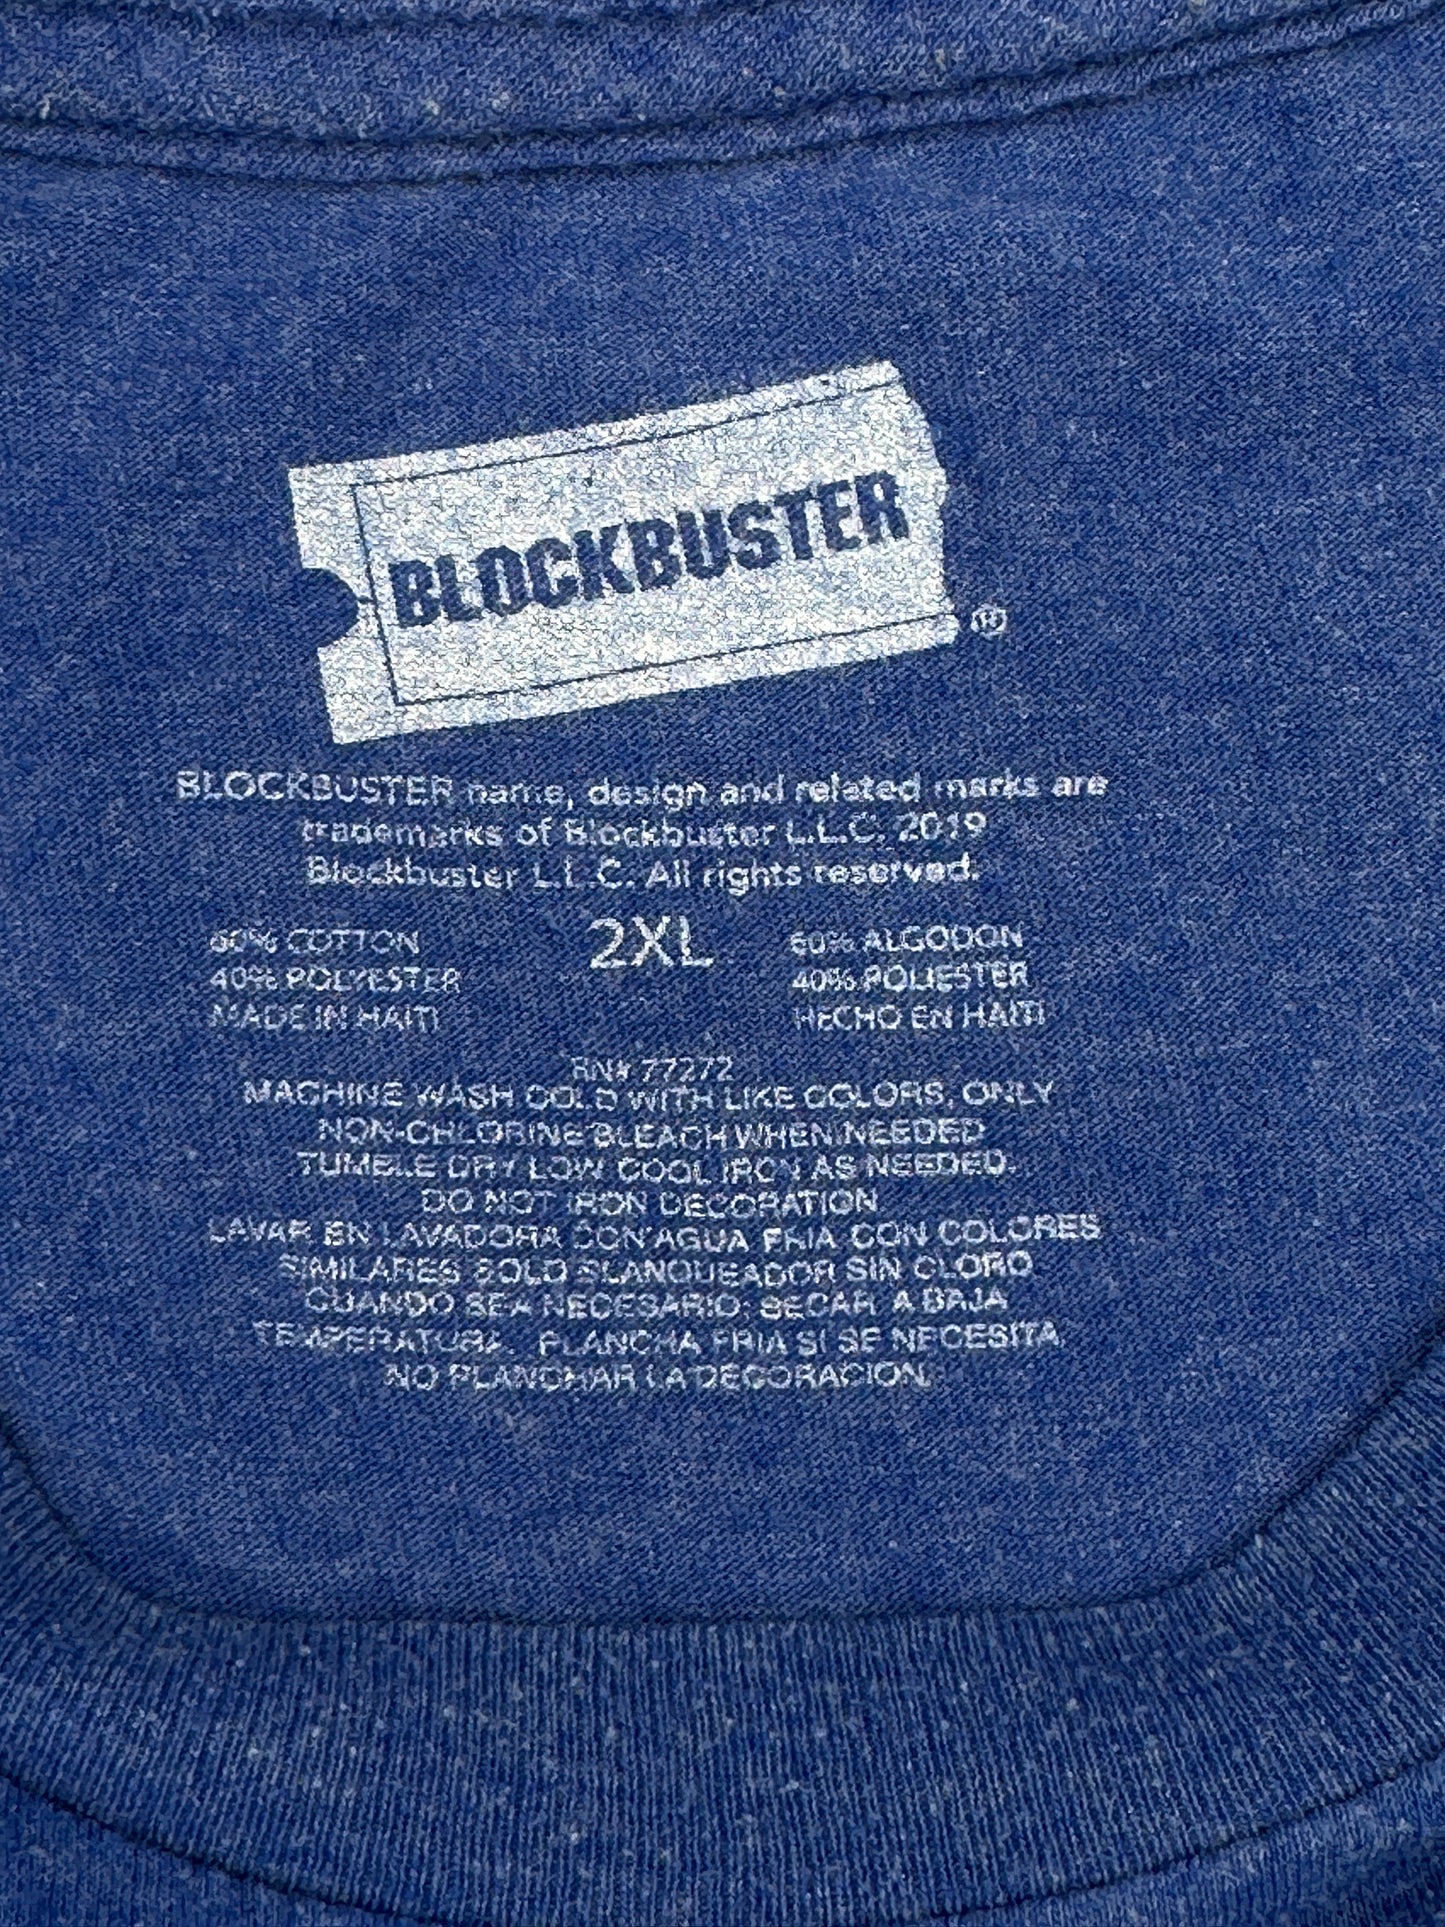 BLOCKBUSTER
®
BLOCKBUSTER name, design and related marks are
trademarks of Blockbuster L.L.C. 2019
Blockbuster L.L.C. All rights reserved.
60% COTTON 2XL 60% ALGODON
40% POLYESTER 40% POLIESTER
MADE IN HAITI HECHO EN HAITI
RN# 77272
MACHINE WASH COLD WITH LIKE COLORS, ONLY
NON-CHLORINE BLEACH WHEN NEEDED
TUMBLE DRY LOW COOL IRON AS NEEDED.
DO NOT IRON DECORATION
LAVAR EN LAVADORA CON AGUA FRIA CON COLORES
SIMILARES SOLO BLANQUEADOR SIN CLORO
CUANDO SEA NECESARIO; SECAR A BAJA
TEMPERATURA. PLANCHA FRIA SI SE NECESITA.
NO PLANCHAR LA DECORACION.